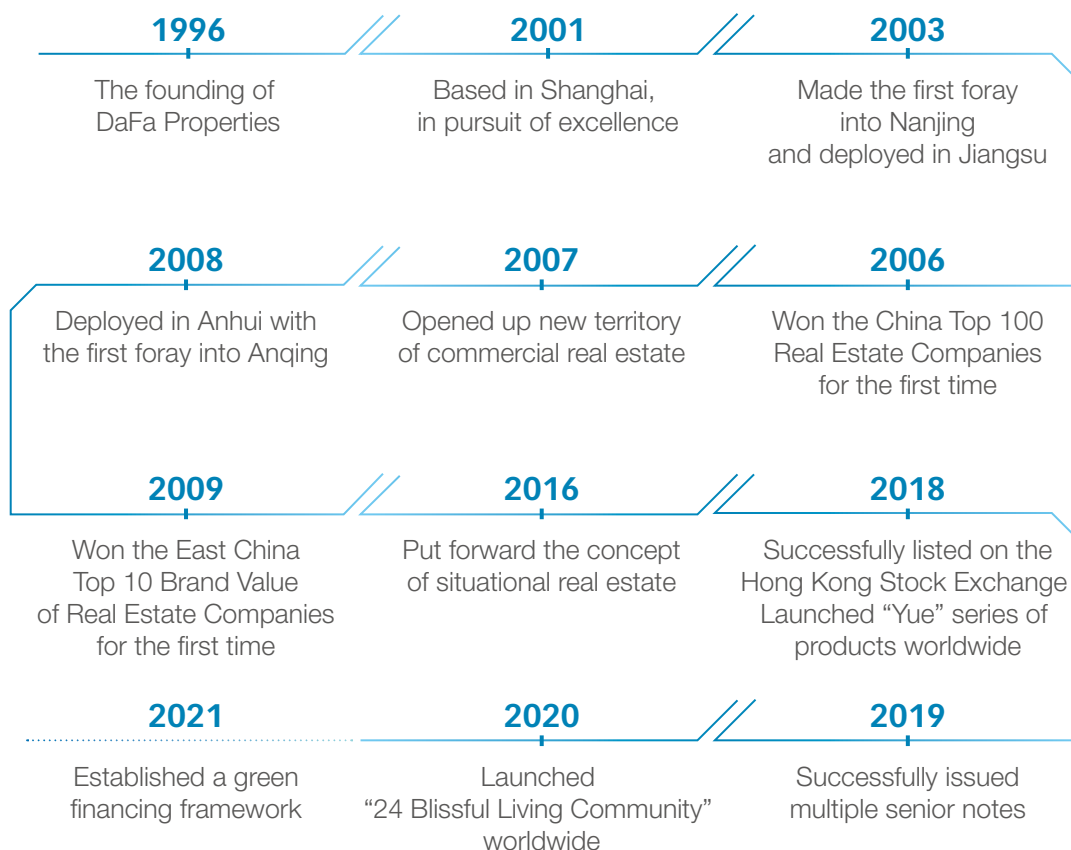 1996
The founding of
DaFa Properties
2001
Based in Shanghai,
in pursuit of excellence
2003
Made the first foray
into Nanjing
and deployed in Jiangsu
2008
Deployed in Anhui with
the first foray into Anqing
2007
Opened up new territory
of commercial real estate
2006
Won the China Top 100
Real Estate Companies
for the first time
2009
Won the East China
Top 10 Brand Value
of Real Estate Companies
for the first time
2016
Put forward the concept
of situational real estate
2018
Successfully listed on the
Hong Kong Stock Exchange
Launched “Yue” series of
products worldwide
2021
Established a green
financing framework
2020
Launched
“24 Blissful Living Community”
worldwide
2019
Successfully issued
multiple senior notes